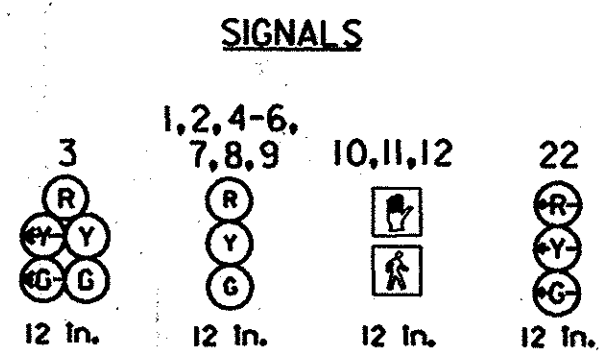 SIGNALS
1,2,4-6,
3 7,8,9 10,11,12 22
R R R
Y Y Y Y
G G G G
12 in. 12 in. 12 in. 12 in.